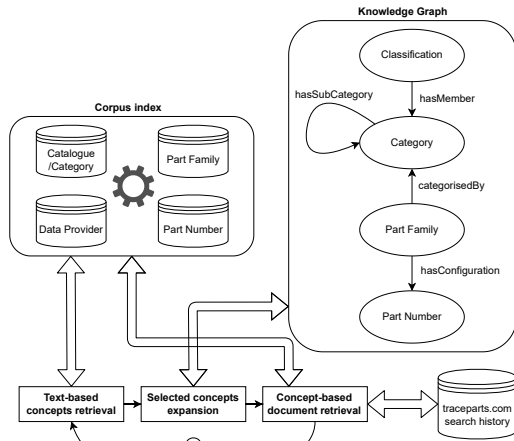 Knowledge Graph
Classification
hasSubCategory
hasMember
Category
categorisedBy
Part Family
hasConfiguration
Part Number
Corpus index
Catalogue
/Category
Part Family
Data Provider
Part Number
Text-based
concepts retrieval
Selected concepts
expansion
Concept-based
document retrieval
traceparts.com
search history